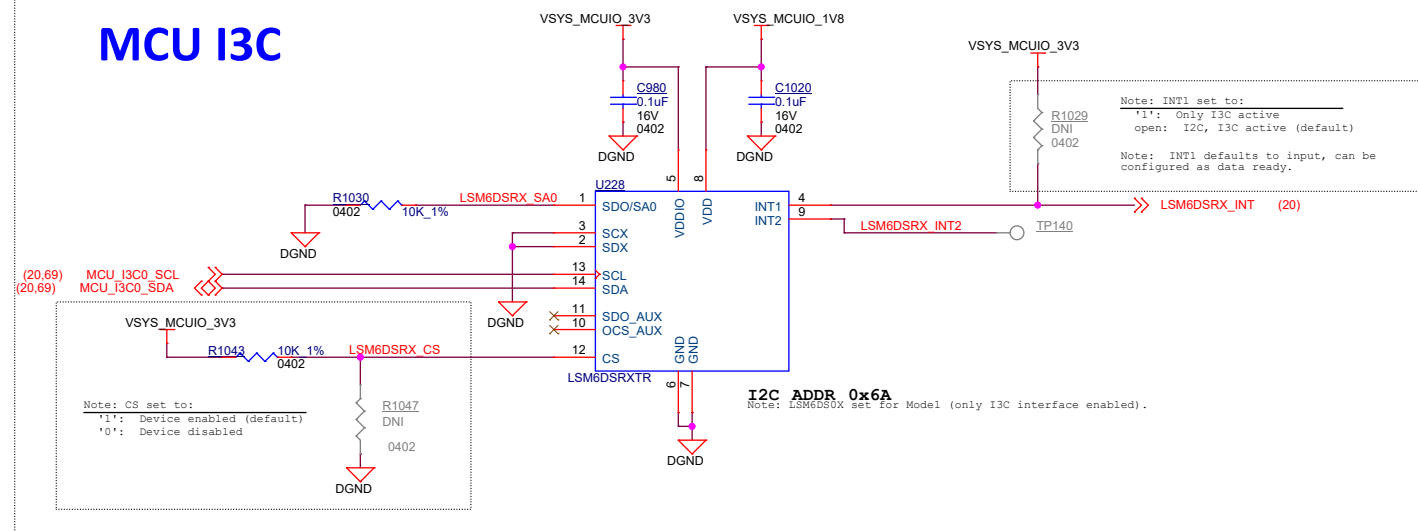 MCU I3C
VSYS_MCUIO_3V3
VSYS_MCUIO_1V8
VSYS_MCUIO_3V3
C980
0.1uF
16V
0402
DGND
C1020
0.1uF
16V
0402
DGND
R1029
DNI
0402
Note: INT1 set to:
'1': Only I3C active
open: I2C, I3C active (default)
Note: INT1 defaults to input, can be
configured as data ready.
U228
5
8
VDDIO
VDD
R1030
0402
10K_1%
LSM6DSRX_SA0
1
SDO/SA0
DGND
3
SCX
2
SDX
DGND
(20,69) MCU_I3C0_SCL
13
SCL
(20,69) MCU_I3C0_SDA
14
SDA
11
SDO_AUX
10
OCS_AUX
INT1
4
LSM6DSRX_INT (20)
INT2
9
LSM6DSRX_INT2
TP140
VSYS_MCUIO_3V3
R1043
10K_1%
0402
LSM6DSRX_CS
12
CS
GND
GND
6
7
LSM6DSRXTR
DGND
I2C ADDR 0x6A
Note: LSM6DS0X set for Model (only I3C interface enabled).
Note: CS set to:
'1': Device enabled (default)
'0': Device disabled
R1047
DNI
0402
DGND